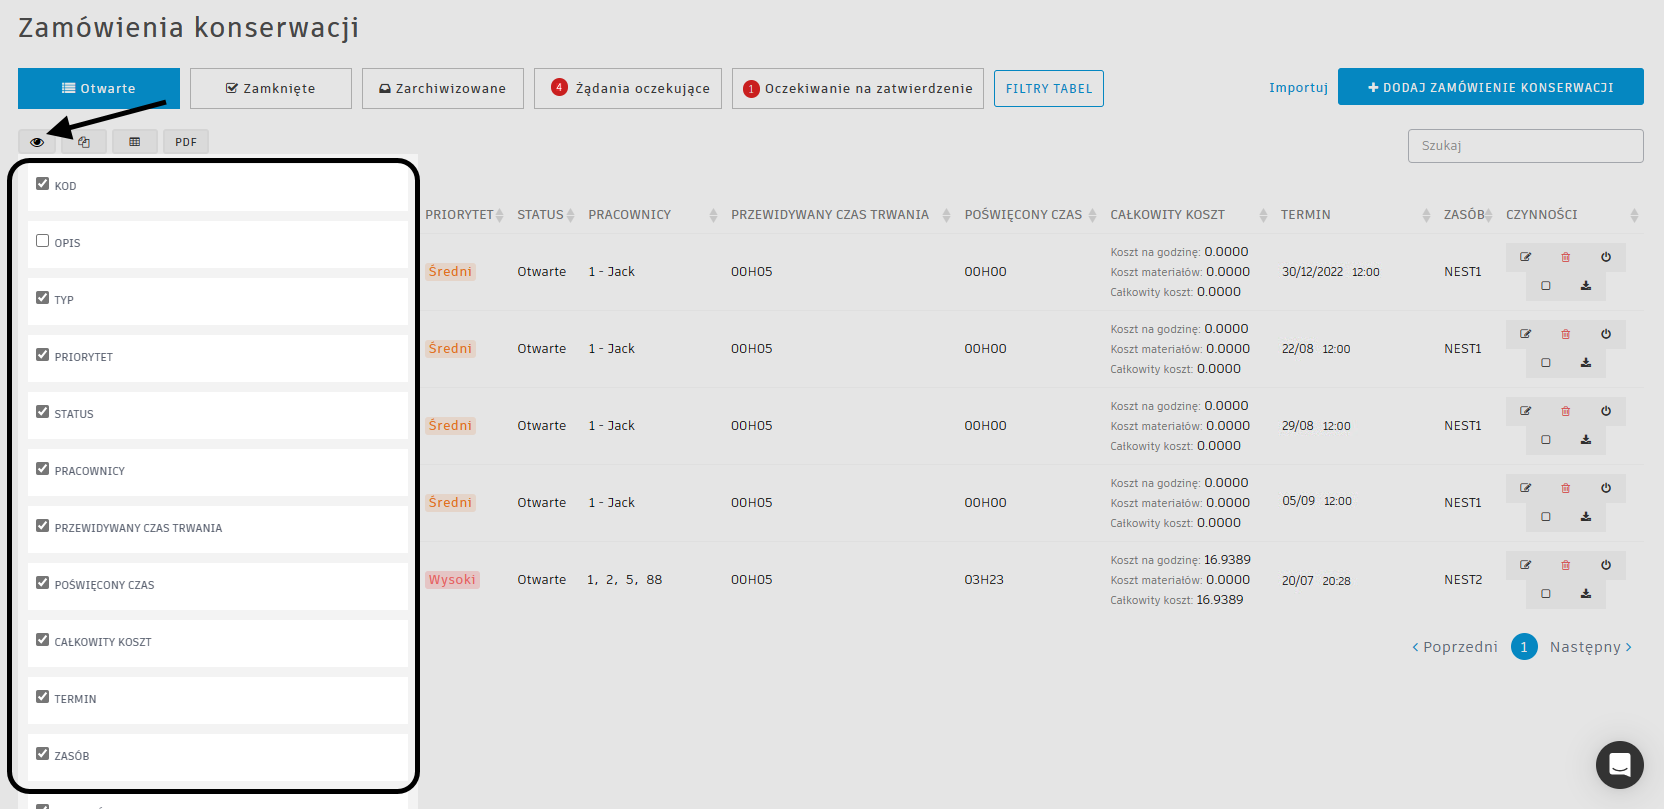 Zamówienia konserwacji
Otwarte
Zamknięte
Zarchiwizowane
4 Żądania oczekujące
1 Oczekiwanie na zatwierdzenie
FILTRY TABEL
Importuj
DODAJ ZAMÓWIENIE KONSERWACJI
PDF
Szukaj
KOD
OPIS
TYP
PRIORYTET
STATUS
PRACOWNICY
PRZEWIDYWANY CZAS TRWANIA
POŚWIĘCONY CZAS
CAŁKOWITY KOSZT
TERMIN
ZASÓB
PRIORYTET STATUS PRACOWNICY PRZEWIDYWANY CZAS TRWANIA POŚWIĘCONY CZAS CAŁKOWITY KOSZT TERMIN ZASÓB CZYNNOŚCI
Koszt na godzinę: 0.0000
Średni Otwarte 1 - Jack 00H05 00H00 Koszt materiałów: 0.0000 30/12/2022 12:00 NEST1
Całkowity koszt: 0.0000
Koszt na godzinę: 0.0000
Średni Otwarte 1 - Jack 00H05 00H00 Koszt materiałów: 0.0000 22/08 12:00 NEST1
Całkowity koszt: 0.0000
Koszt na godzinę: 0.0000
Średni Otwarte 1 - Jack 00H05 00H00 Koszt materiałów: 0.0000 29/08 12:00 NEST1
Całkowity koszt: 0.0000
Koszt na godzinę: 0.0000
Średni Otwarte 1 - Jack 00H05 00H00 Koszt materiałów: 0.0000 05/09 12:00 NEST1
Całkowity koszt: 0.0000
Koszt na godzinę: 16.9389
Wysoki Otwarte 1, 2, 5, 88 00H05 03H23 Koszt materiałów: 0.0000 20/07 20:28 NEST2
Całkowity koszt: 16.9389
Poprzedni 1 Następny